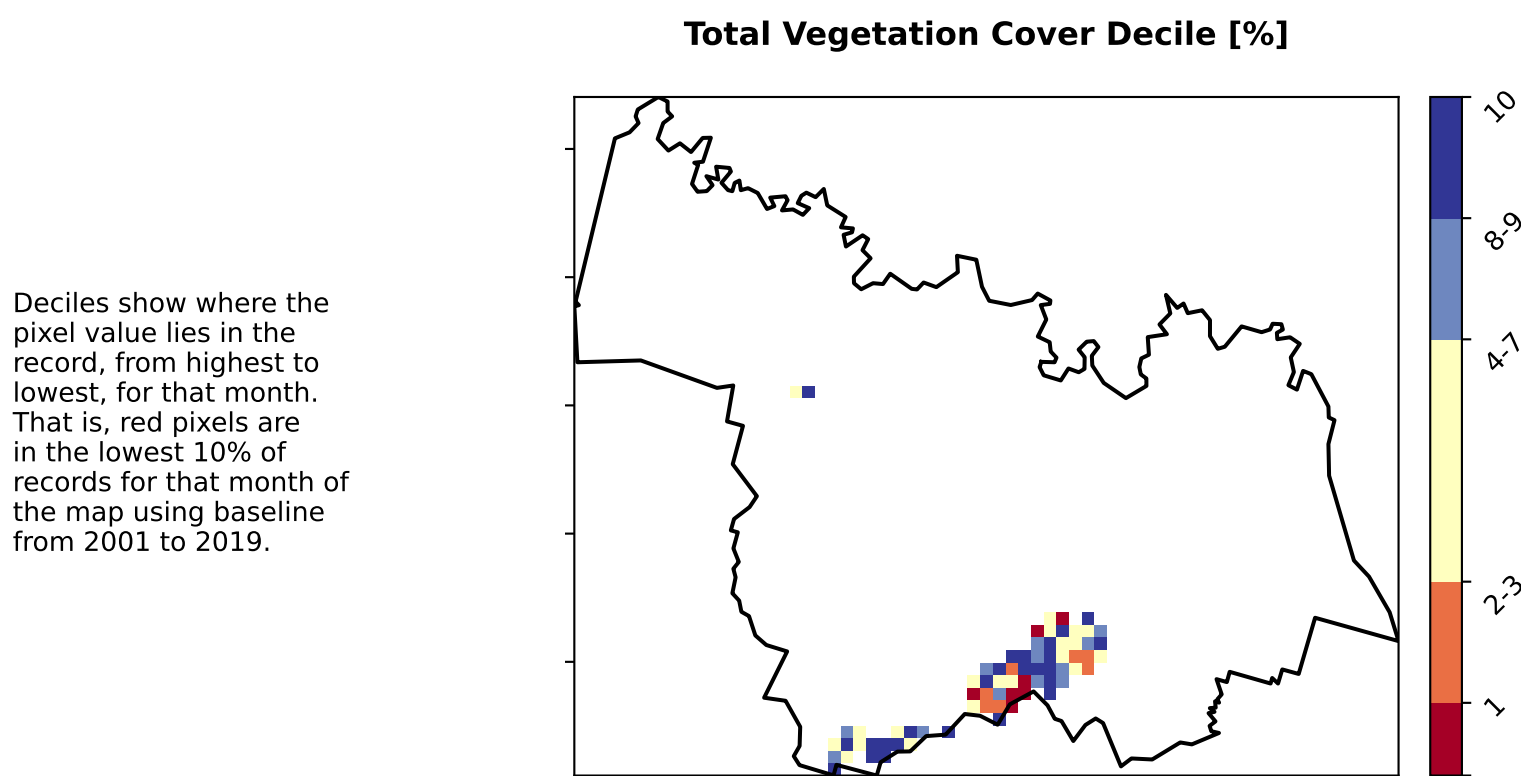 Total Vegetation Cover Decile [%]
Deciles show where the
pixel value lies in the
record, from highest to
lowest, for that month.
That is, red pixels are
in the lowest 10% of
records for that month of
the map using baseline
from 2001 to 2019.
10
8-9
4-7
2-3
1